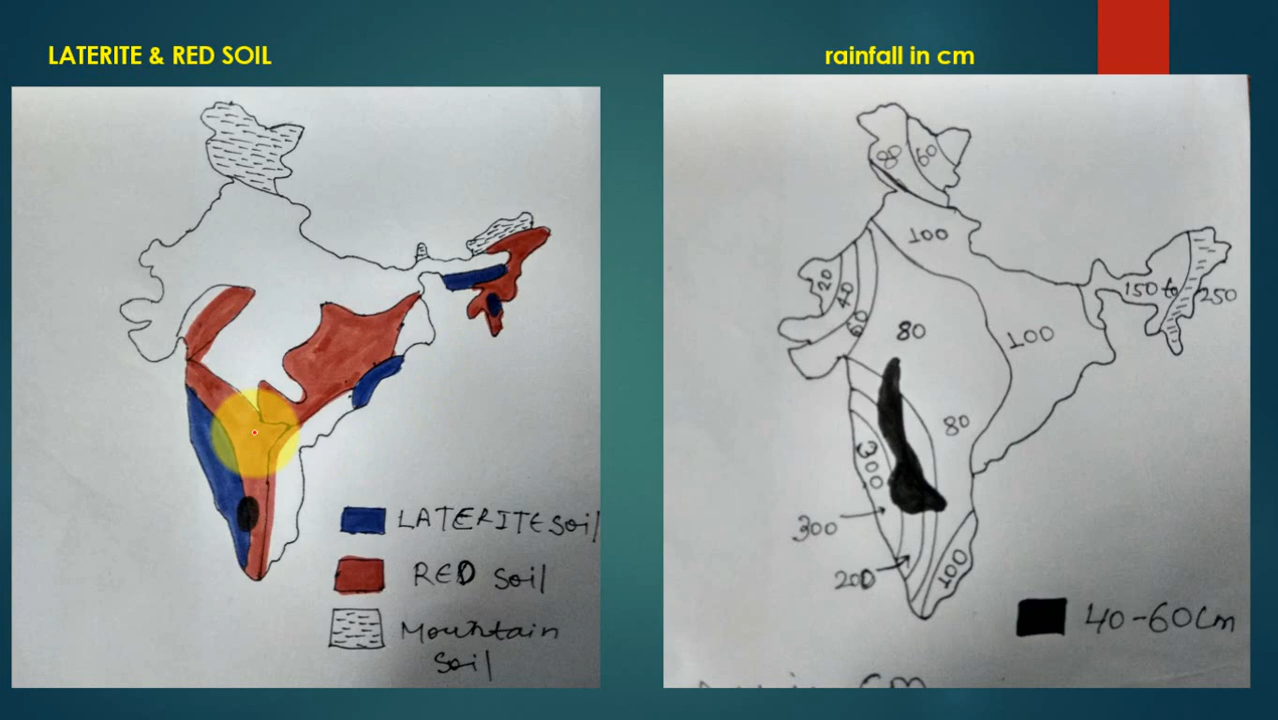 LATERITE & RED SOIL
rainfall in cm
LATERITE Soil
RED Soil
Mountain
Soil
80
60
100
20
40
60
80
150 to
250
100
80
300
300
200
100
40-60Cm
cm